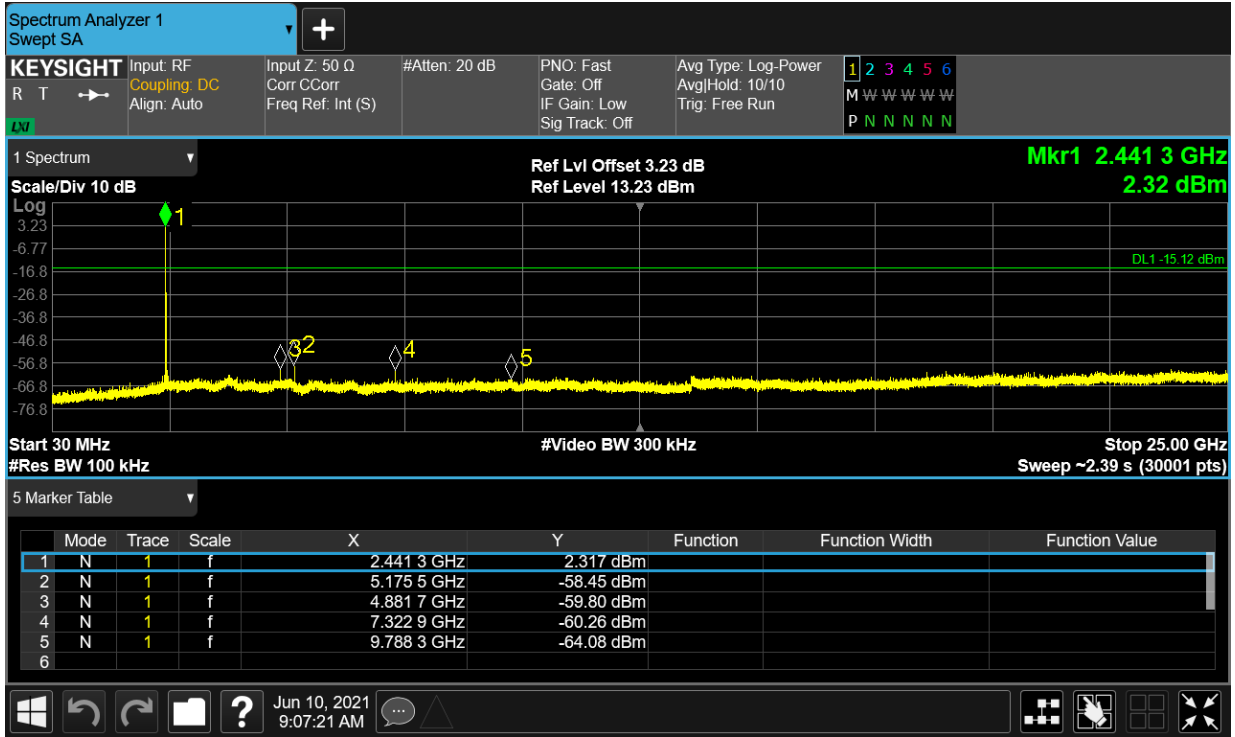 Spectrum Analyzer 1
Swept SA
KEYSIGHT
R T
LXI
Input: RF
Coupling: DC
Align: Auto
Input Z: 50 Ω
Corr CCorr
Freq Ref: Int (S)
#Atten: 20 dB
PNO: Fast
Gate: Off
IF Gain: Low
Sig Track: Off
Avg Type: Log-Power
Avg|Hold: 10/10
Trig: Free Run
1 2 3 4 5 6
M W W W W W
P N N N N N
1 Spectrum
Ref Lvl Offset 3.23 dB
Mkr1 2.441 3 GHz
Scale/Div 10 dB
Ref Level 13.23 dBm
2.32 dBm
Log
1
3.23
-6.77
DL1 -15.12 dBm
-16.8
-26.8
-36.8
-46.8
3 2 4 5
-56.8
-66.8
-76.8
Start 30 MHz
#Video BW 300 kHz
Stop 25.00 GHz
#Res BW 100 kHz
Sweep ~2.39 s (30001 pts)
5 Marker Table
Mode Trace Scale X Y Function Function Width Function Value
1 N 1 f 2.441 3 GHz 2.317 dBm
2 N 1 f 5.175 5 GHz -58.45 dBm
3 N 1 f 4.881 7 GHz -59.80 dBm
4 N 1 f 7.322 9 GHz -60.26 dBm
5 N 1 f 9.788 3 GHz -64.08 dBm
6
?
Jun 10, 2021
9:07:21 AM